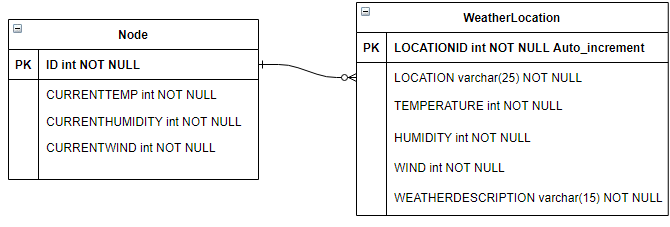 Node
PK ID int NOT NULL
CURRENTTEMP int NOT NULL
CURRENTHUMIDITY int NOT NULL
CURRENTWIND int NOT NULL
WeatherLocation
PK LOCATIONID int NOT NULL Auto_increment
LOCATION varchar(25) NOT NULL
TEMPERATURE int NOT NULL
HUMIDITY int NOT NULL
WIND int NOT NULL
WEATHERDESCRIPTION varchar(15) NOT NULL